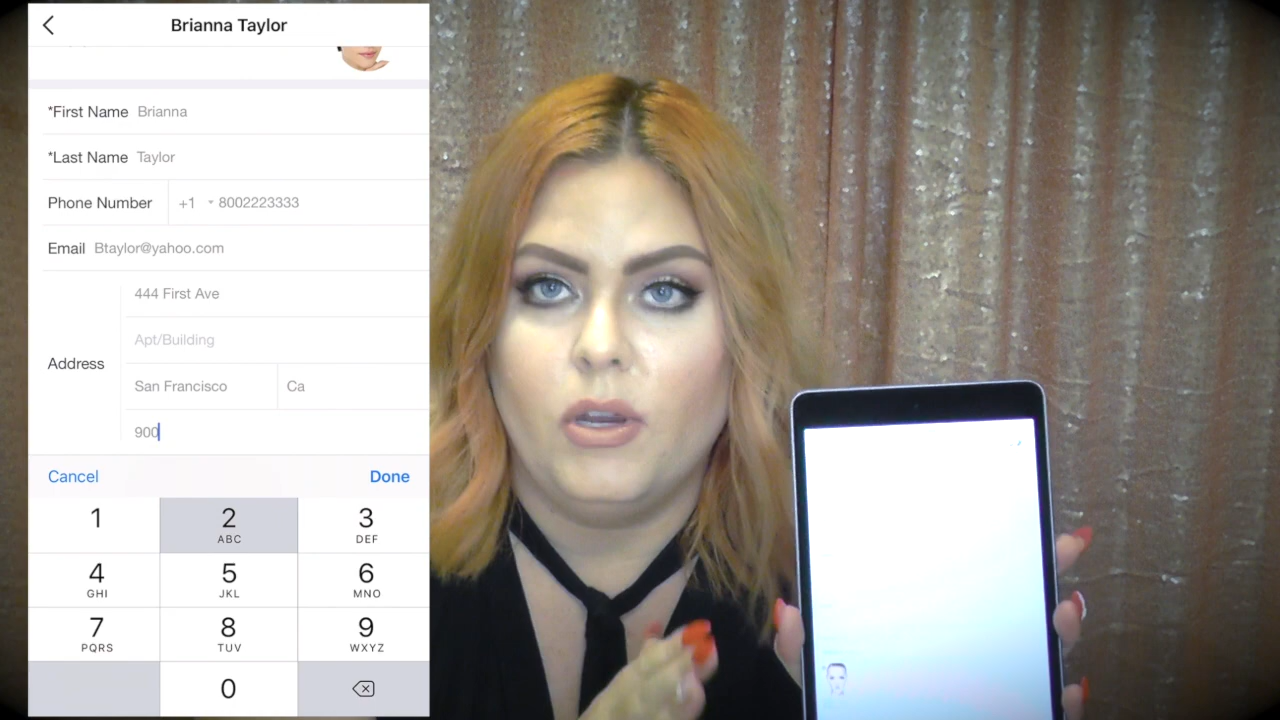 Brianna Taylor
*First Name Brianna
*Last Name Taylor
Phone Number +1 8002223333
Email Btaylor@yahoo.com
444 First Ave
Apt/Building
Address
San Francisco Ca
900
Cancel Done
1 2 3
ABC DEF
4 5 6
GHI JKL MNO
7 8 9
PQRS TUV WXYZ
0